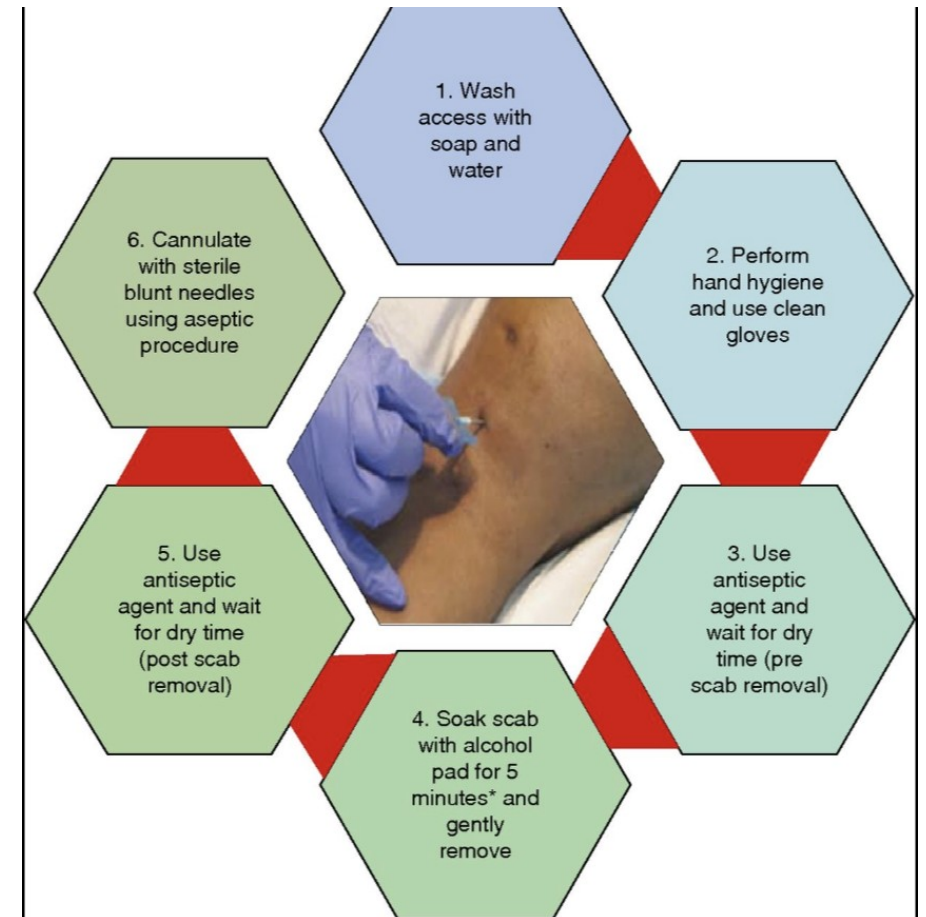 1. Wash
access with
soap and
water
2. Perform
hand hygiene
and use clean
gloves
3. Use
antiseptic
agent and
wait for dry
time (pre
scab removal)
4. Soak scab
with alcohol
pad for 5
minutes* and
gently
remove
5. Use
antiseptic
agent and wait
for dry time
(post scab
removal)
6. Cannulate
with sterile
blunt needles
using aseptic
procedure